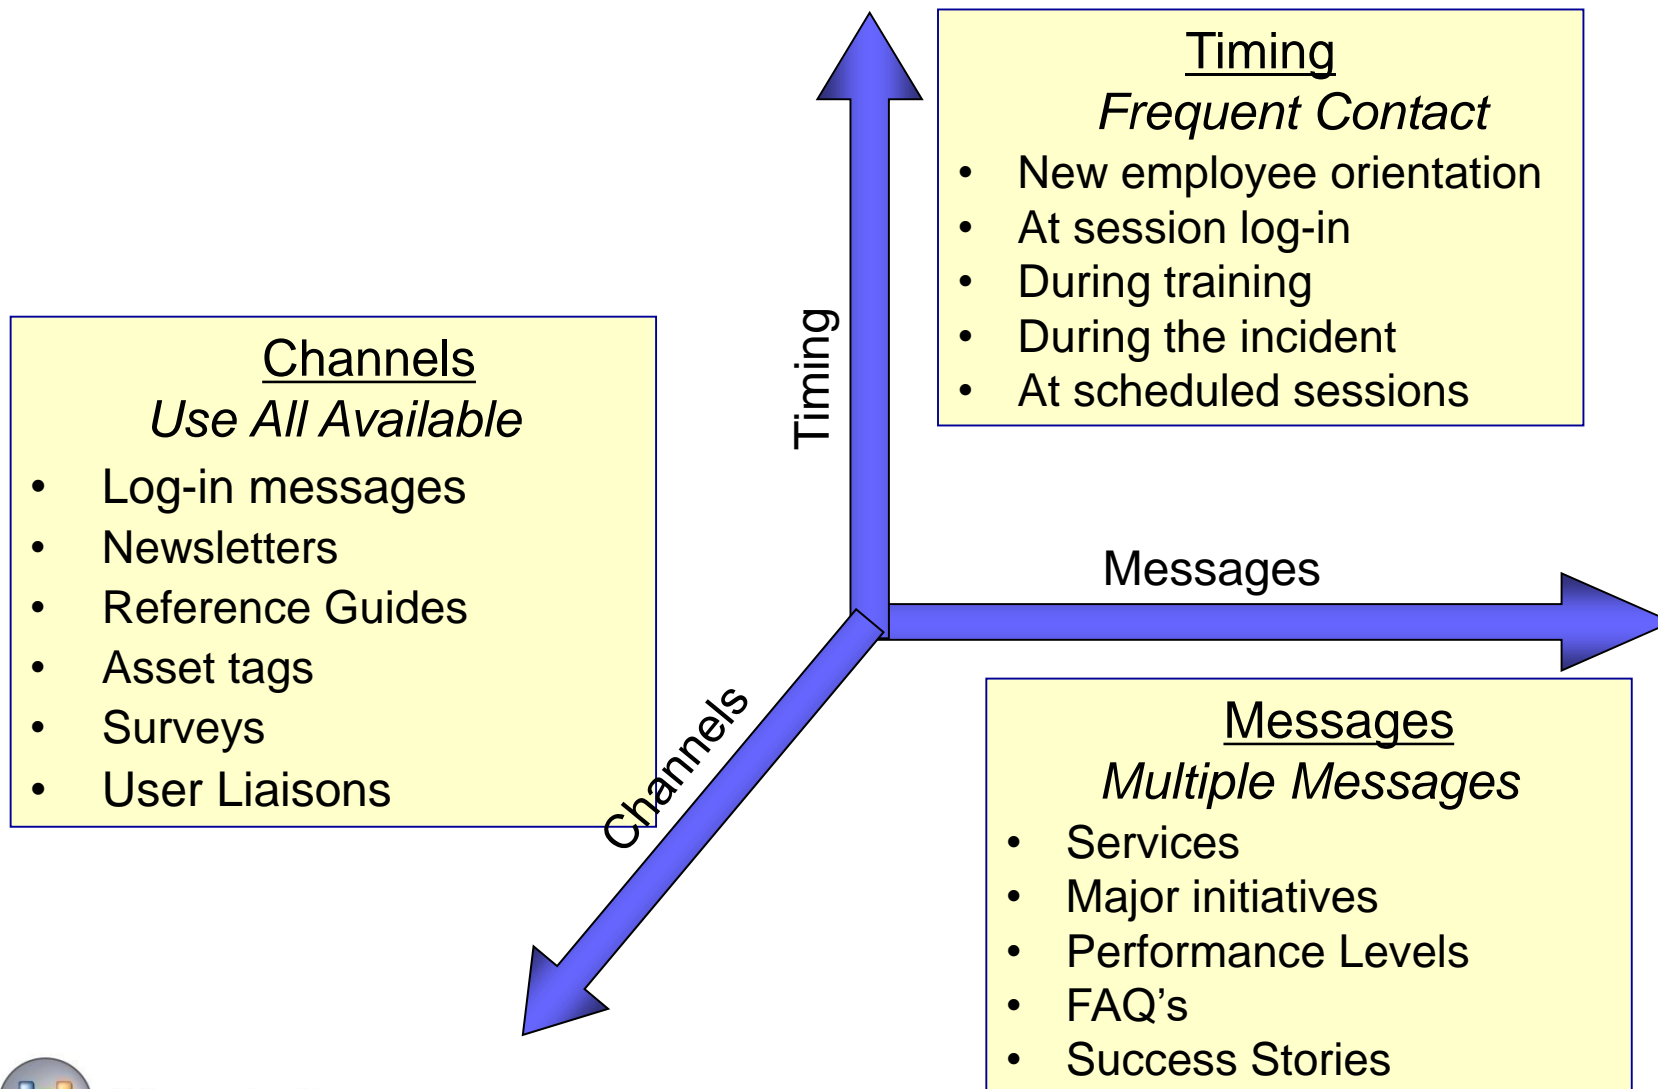 Timing
Frequent Contact
• New employee orientation
• At session log-in
• During training
• During the incident
• At scheduled sessions
Timing
Channels
Use All Available
• Log-in messages
• Newsletters
• Reference Guides
• Asset tags
• Surveys
• User Liaisons
Messages
Channels
Messages
Multiple Messages
• Services
• Major initiatives
• Performance Levels
• FAQ’s
• Success Stories